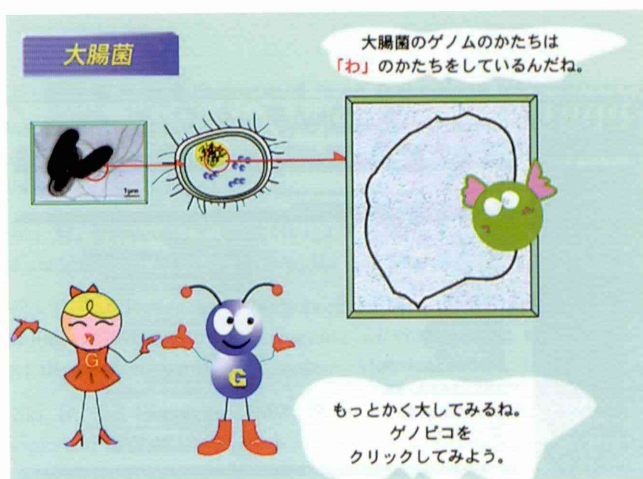 大腸菌
大腸菌のゲノムのかたちは
「わ」のかたちをしているんだね。
1μm
G
G
もっとかく大してみるね。
ゲノピコを
クリックしてみよう。